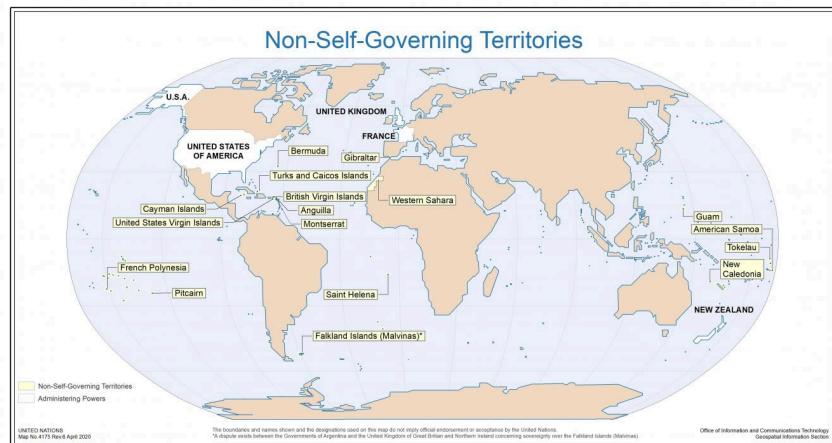 Non-Self-Governing Territories
U.S.A.
UNITED KINGDOM
UNITED STATES
OF AMERICA
FRANCE
Bermuda
Gibraltar
Turks and Caicos Islands
British Virgin Islands
Western Sahara
Cayman Islands
Anguilla
United States Virgin Islands
Montserrat
Guam
American Samoa
Tokelau
French Polynesia
New
Caledonia
Pitcairn
Saint Helena
NEW ZEALAND
Falkland Islands (Malvinas)*
Non-Self-Governing Territories
Administering Powers
UNITED NATIONS
Map No.4175 Rev.8 April 2020
The boundaries and names shown and the designations used on this map do not imply official endorsement or acceptance by the United Nations.
*A dispute exists between the Governments of Argentina and the United Kingdom of Great Britain and Northern Ireland concerning sovereignty over the Falkland Islands (Malvinas)
Office of Information and Communications Technology
Geospatial Information Section